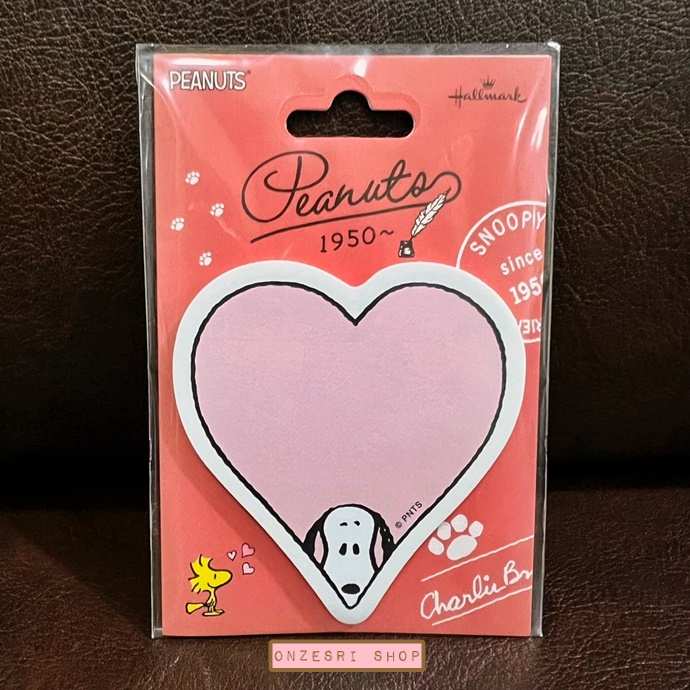 PEANUTS
Hallmark
Peanuts
1950~
SNOOPY
since
195
© PNTS
Charlie Br
ONZESRI SHOP